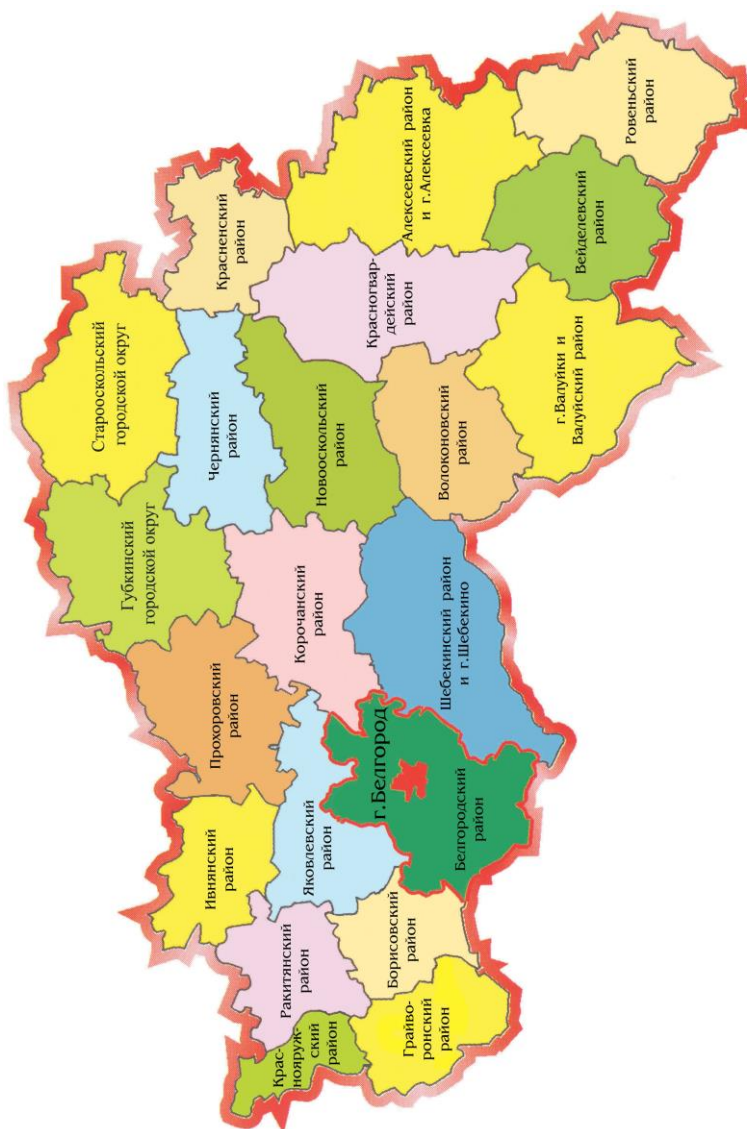 Старооскольский
городской округ
Губкинский
городской округ
Красненский
район
Чернянский
район
Прохоровский
район
Ивнянский
район
Алексеевский район
и г.Алексеевка
Красногвар-
дейский
район
Новооскольский
район
Корочанский
район
Яковлевский
район
Ракитянский
район
Крас-
нояруж-
ский
район
Ровеньский
район
Вейделевский
район
г.Валуйки и
Валуйский район
Волоконовский
район
Шебекинский район
и г.Шебекино
г.Белгород
Белгородский
район
Борисовский
район
Грайво-
ронский
район